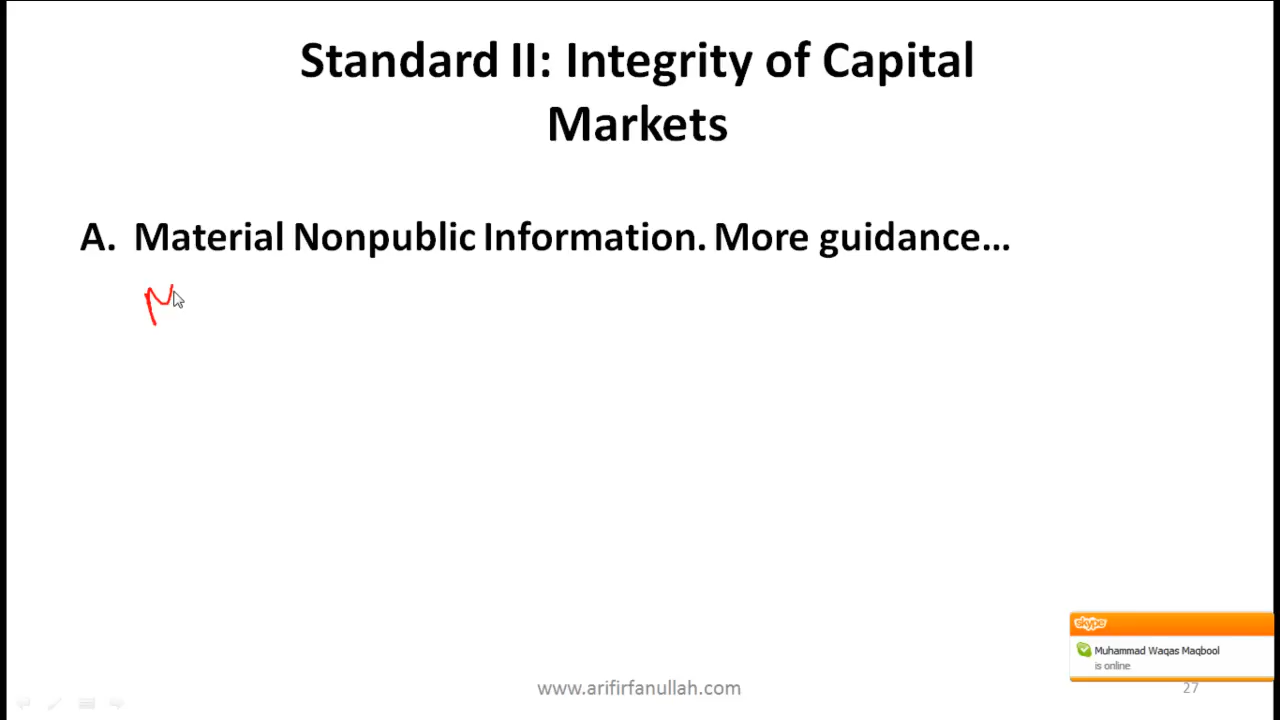 Standard II: Integrity of Capital
Markets
A. Material Nonpublic Information. More guidance...
skype
Muhammad Waqas Maqbool
is online
www.arifirfanullah.com
27